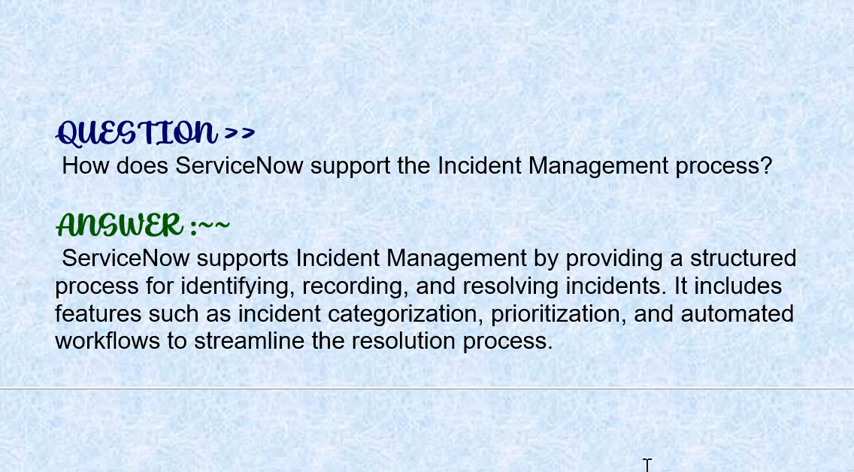 QUESTION >>
How does ServiceNow support the Incident Management process?
ANSWER :~~
ServiceNow supports Incident Management by providing a structured
process for identifying, recording, and resolving incidents. It includes
features such as incident categorization, prioritization, and automated
workflows to streamline the resolution process.